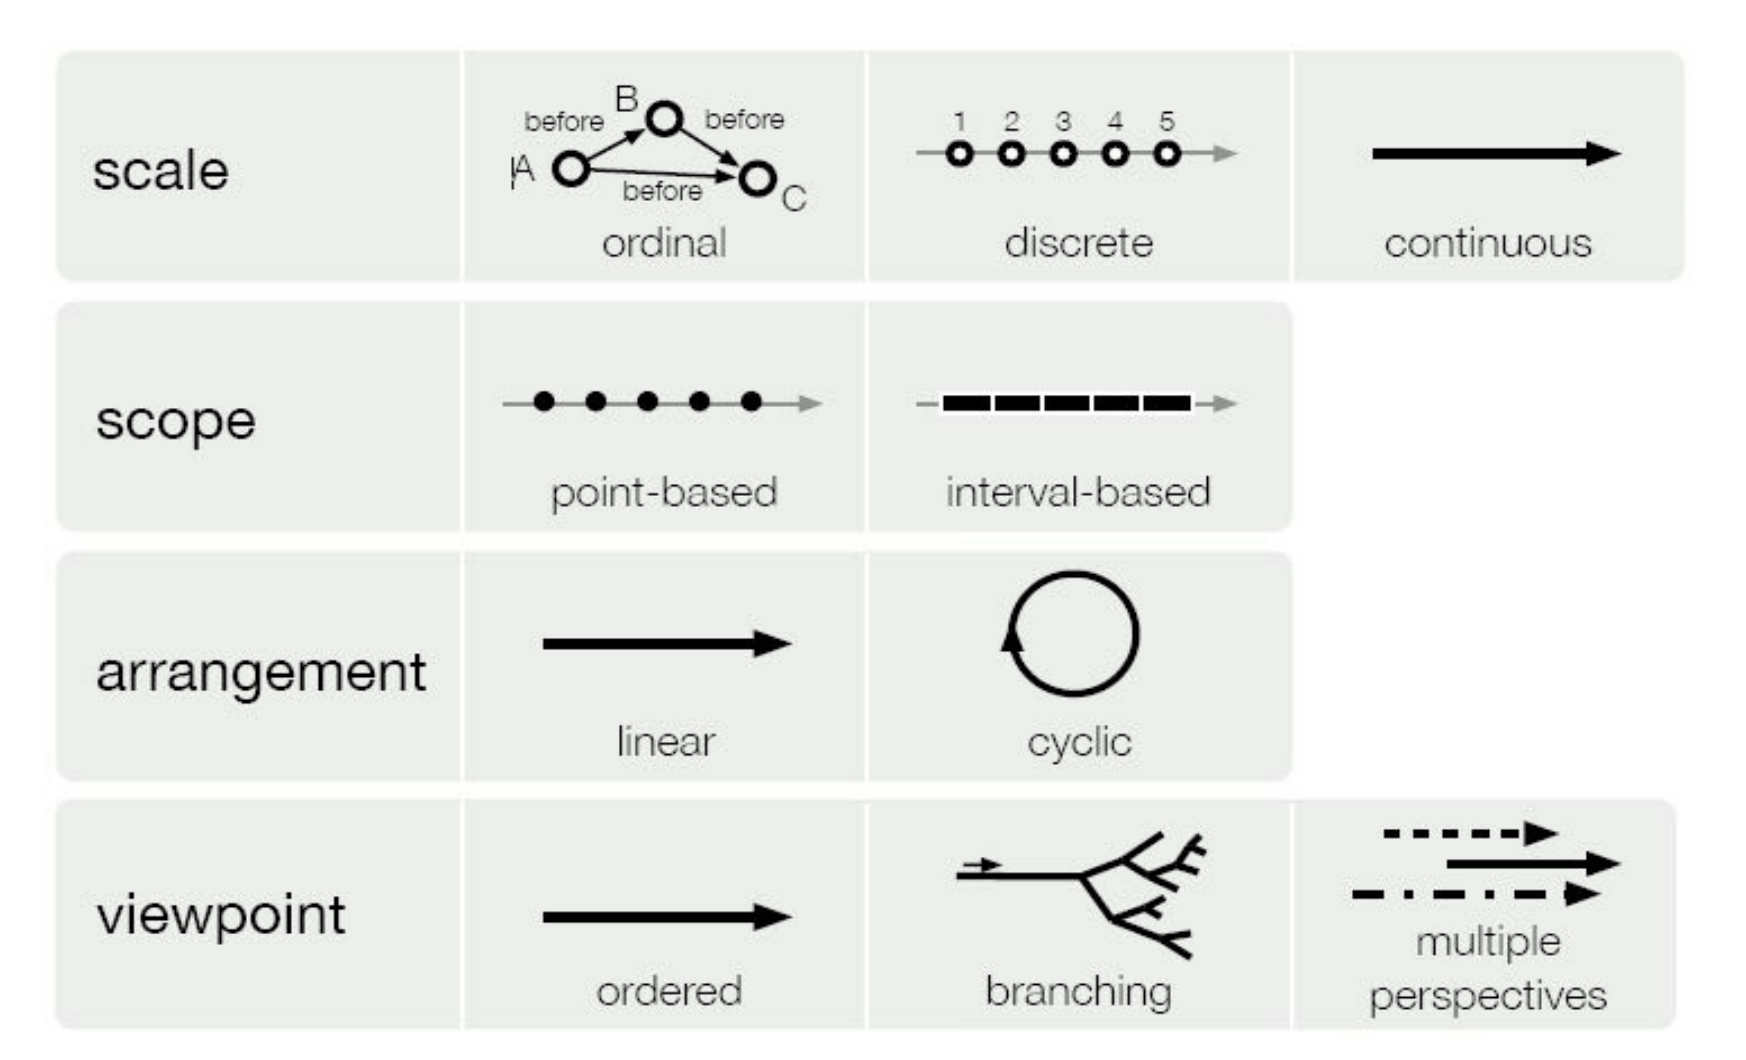 scale
before
B
before
A
before
C
ordinal
1 2 3 4 5
discrete
continuous
scope
point-based
interval-based
arrangement
linear
cyclic
viewpoint
ordered
branching
multiple
perspectives